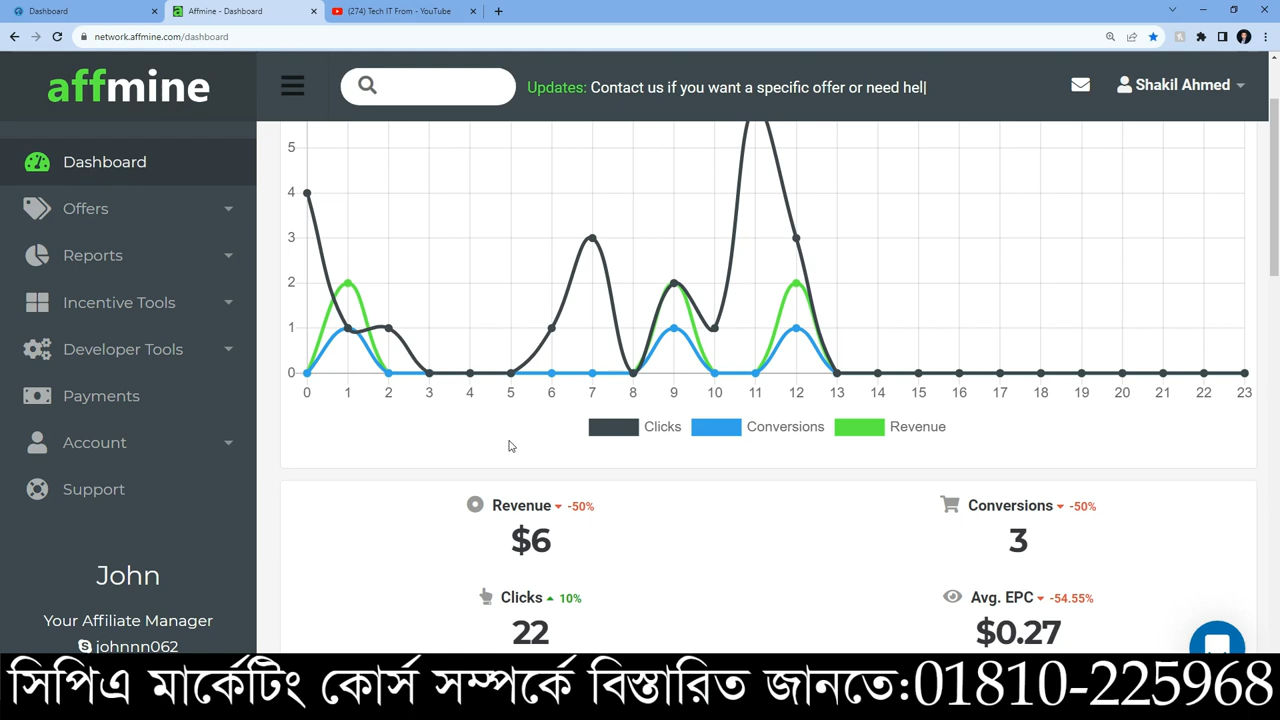 Dashboard
Affmine - Dashboard
(274) Tech IT From - YouTube
network.affmine.com/dashboard
affmine
Updates: Contact us if you want a specific offer or need hel|
Shakil Ahmed
Dashboard
Offers
Reports
Incentive Tools
Developer Tools
Payments
Account
Support
John
Your Affiliate Manager
johnnn062
5
4
3
2
1
0
0 1 2 3 4 5 6 7 8 9 10 11 12 13 14 15 16 17 18 19 20 21 22 23
Clicks Conversions Revenue
Revenue -50%
$6
Conversions -50%
3
Clicks 10%
22
Avg. EPC -54.55%
$0.27
সিপিএ মার্কেটিং কোর্স সম্পর্কে বিস্তারিত জানতে:01810-225968